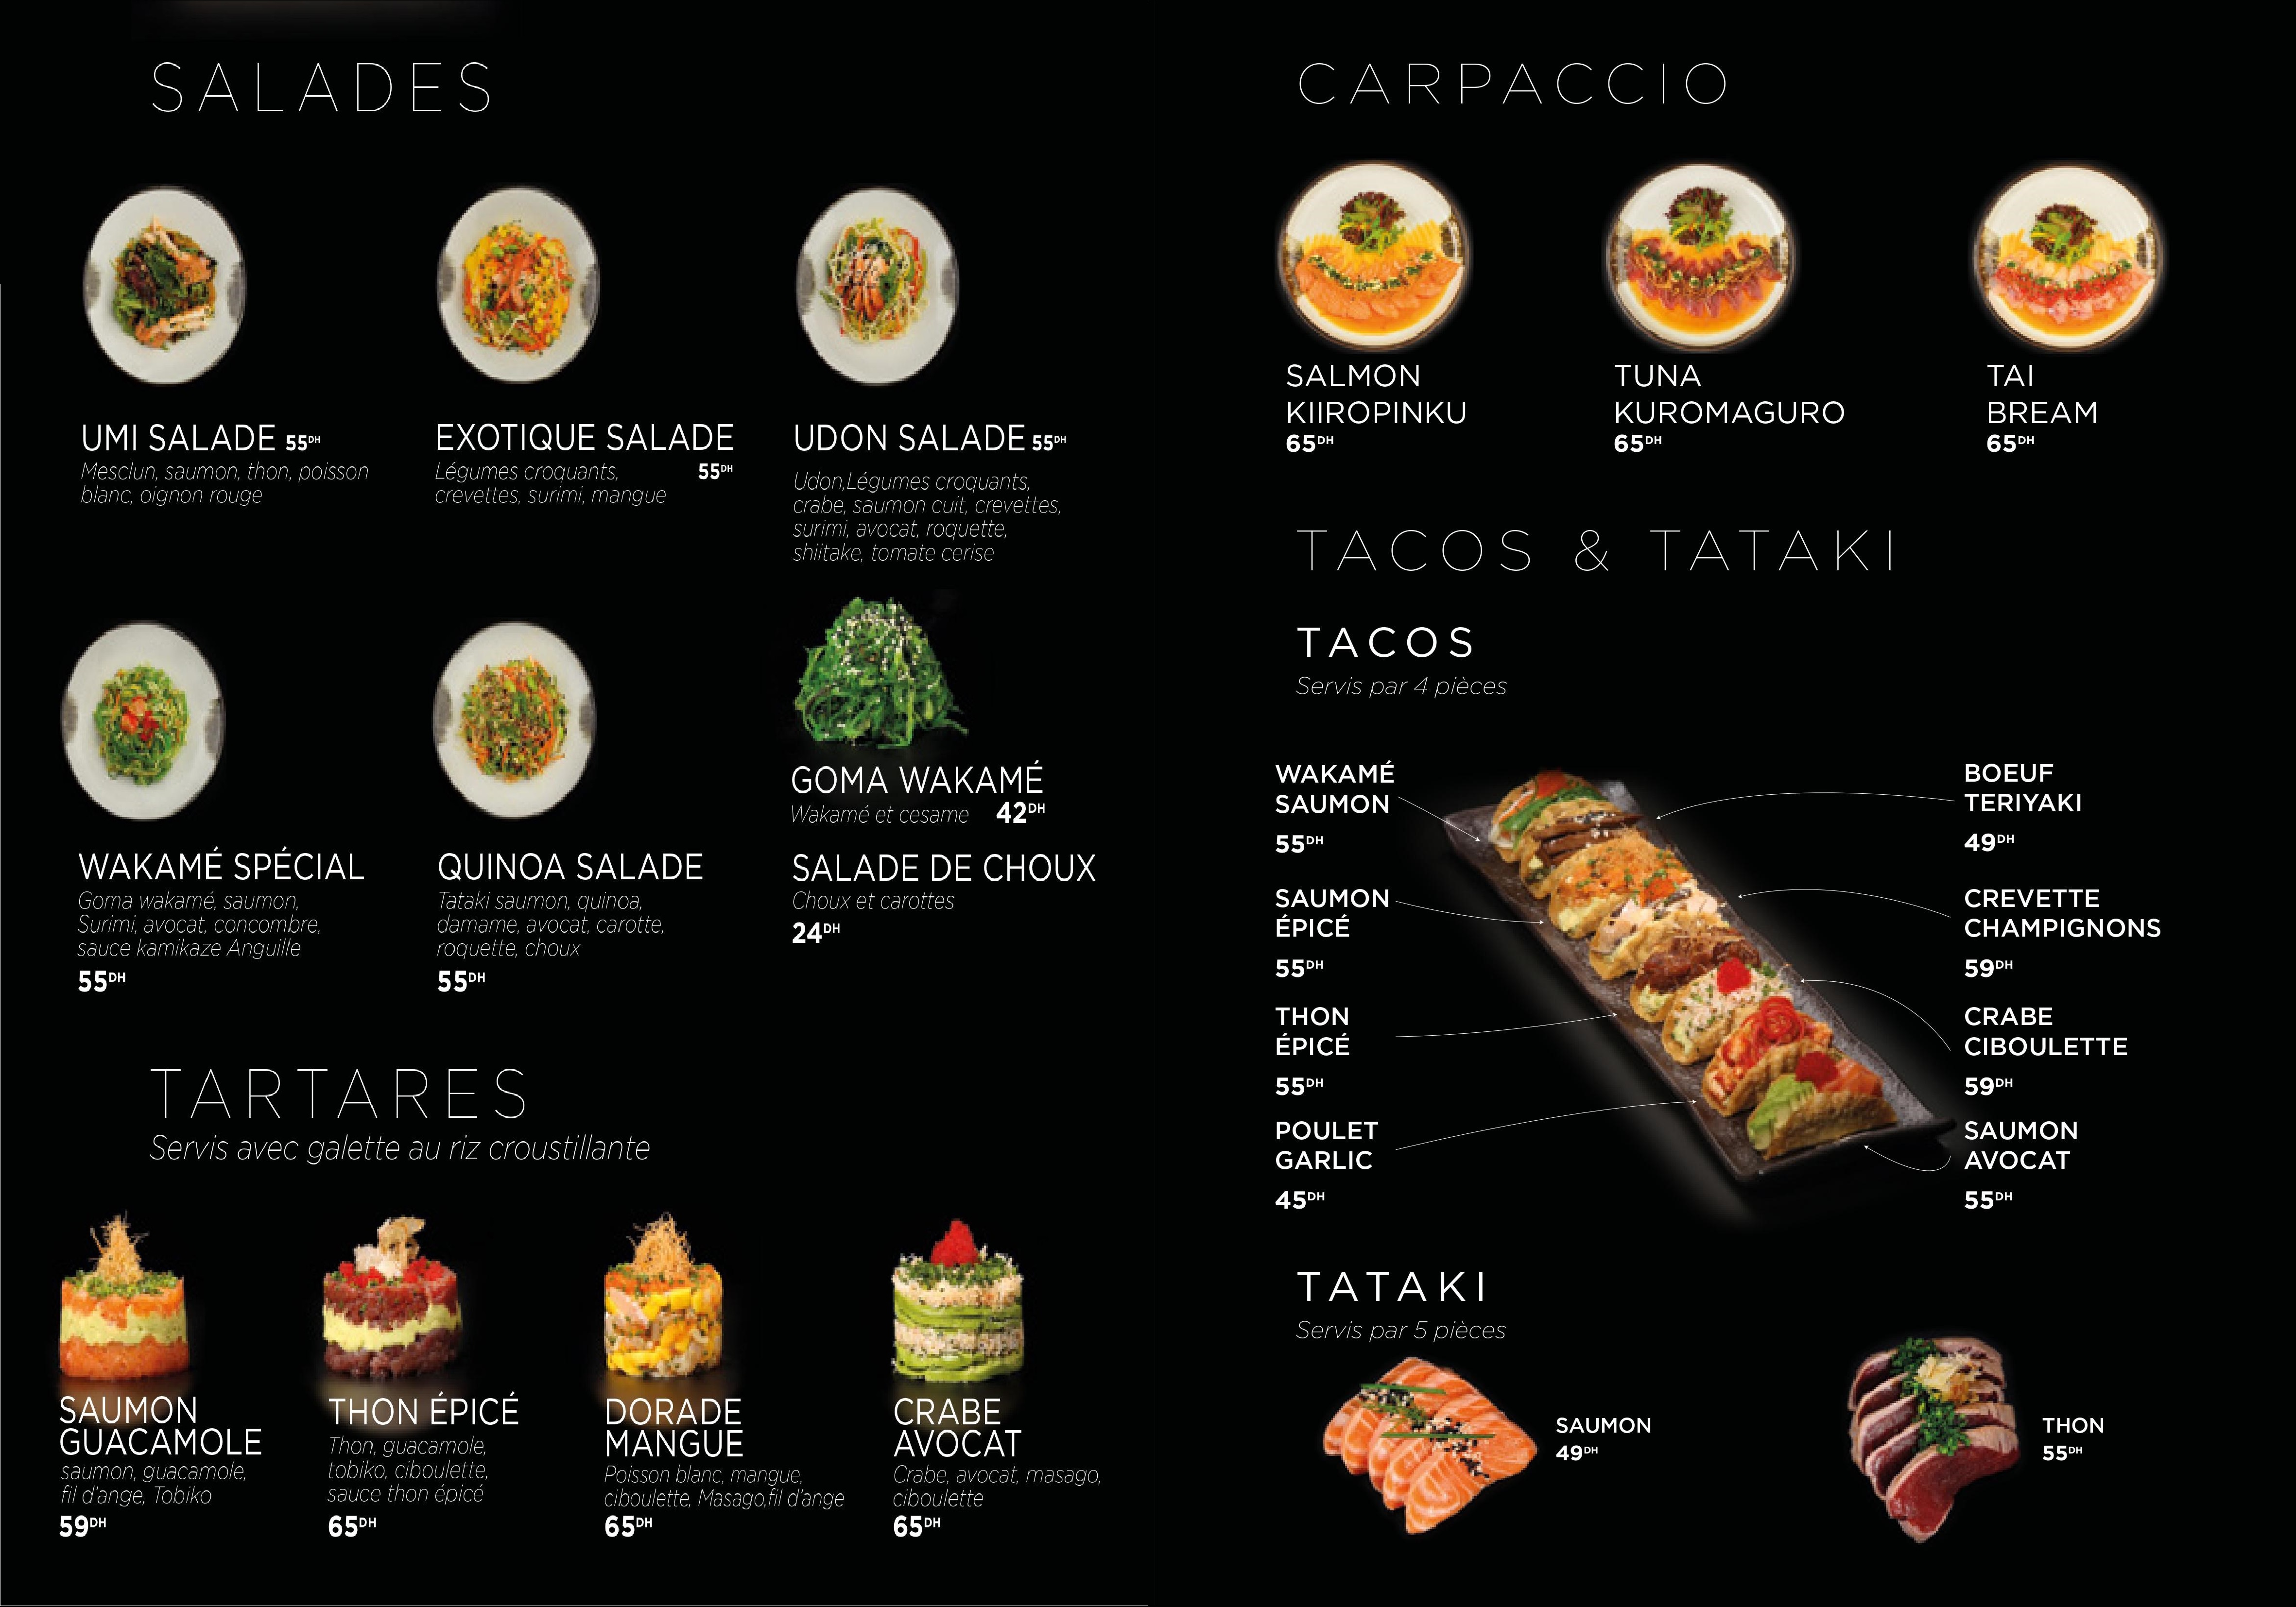 SALADES
UMI SALADE 55DH
Mesclun, saumon, thon, poisson
blanc, oignon rouge
EXOTIQUE SALADE
Légumes croquants, 55DH
crevettes, surimi, mangue
UDON SALADE 55DH
Udon,Légumes croquants,
crabe, saumon cuit, crevettes,
surimi, avocat, roquette,
shiitake, tomate cerise
WAKAMÉ SPÉCIAL
Goma wakamé, saumon,
Surimi, avocat, concombre,
sauce kamikaze Anguille
55DH
QUINOA SALADE
Tataki saumon, quinoa,
damame, avocat, carotte,
roquette, choux
55DH
GOMA WAKAMÉ
Wakamé et cesame 42DH
SALADE DE CHOUX
Choux et carottes
24DH
TARTARES
Servis avec galette au riz croustillante
SAUMON
GUACAMOLE
saumon, guacamole,
fil d'ange, Tobiko
59DH
THON ÉPICÉ
Thon, guacamole,
tobiko, ciboulette,
sauce thon épicé
65DH
DORADE
MANGUE
Poisson blanc, mangue,
ciboulette, Masago,fil d'ange
65DH
CRABE
AVOCAT
Crabe, avocat, masago,
ciboulette
65DH
CARPACCIO
SALMON
KIIROPINKU
65DH
TUNA
KUROMAGURO
65DH
TAI
BREAM
65DH
TACOS & TATAKI
TACOS
Servis par 4 pièces
WAKAMÉ
SAUMON
55DH
SAUMON
ÉPICÉ
55DH
THON
ÉPICÉ
55DH
POULET
GARLIC
45DH
BOEUF
TERIYAKI
49DH
CREVETTE
CHAMPIGNONS
59DH
CRABE
CIBOULETTE
59DH
SAUMON
AVOCAT
55DH
TATAKI
Servis par 5 pièces
SAUMON
49DH
THON
55DH